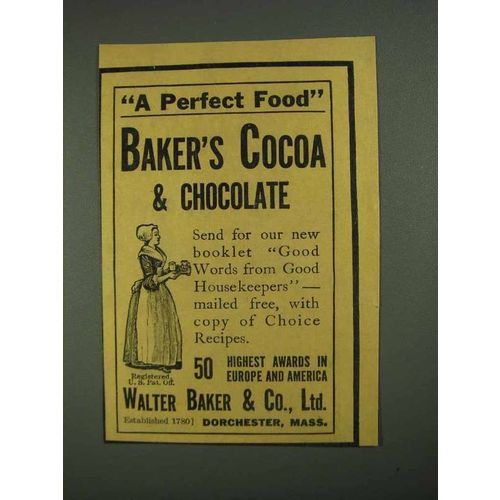 "A Perfect Food"
BAKER'S COCOA
& CHOCOLATE
Send for our new
booklet "Good
Words from Good
Housekeepers"—
mailed free, with
copy of Choice
Recipes.
Registered,
U. S. Pat. Off.
50 HIGHEST AWARDS IN
EUROPE AND AMERICA
WALTER BAKER & CO., Ltd.
Established 1780] DORCHESTER, MASS.